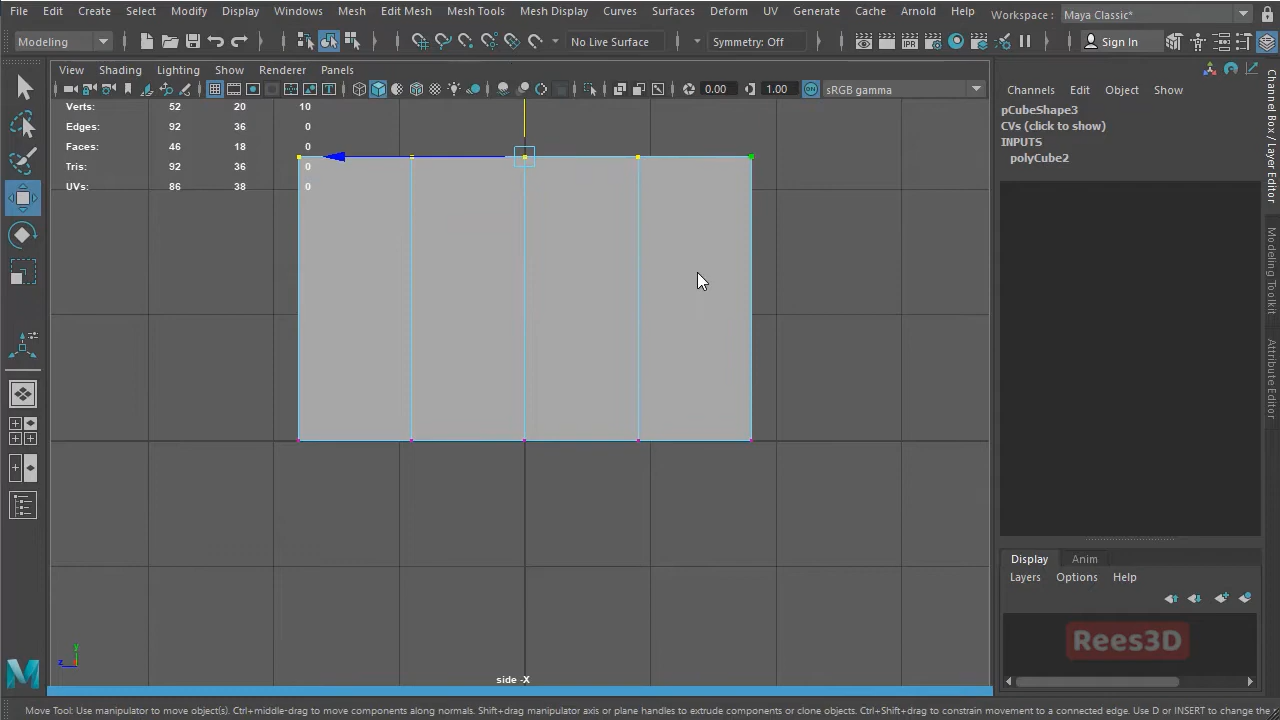 File Edit Create Select Modify Display Windows Mesh Edit Mesh Mesh Tools Mesh Display Curves Surfaces Deform UV Generate Cache Arnold Help Workspace: Maya Classic*
Modeling No Live Surface Symmetry: Off IPR Sign In
View Shading Lighting Show Renderer Panels
0.00 1.00 ON sRGB gamma
Channels Edit Object Show
Verts: 52 20 10
Edges: 92 36 0
Faces: 46 18 0
Tris: 92 36 0
UVs: 86 38 0
pCubeShape3
CVs (click to show)
INPUTS
polyCube2
Channel Box / Layer Editor
Modeling Toolkit
Attribute Editor
Display Anim
Layers Options Help
Rees3D
y
z
side -X
M
Move Tool: Use manipulator to move object(s). Ctrl+middle-drag to move components along normals. Shift+drag manipulator axis or plane handles to extrude components or clone objects. Ctrl+Shift+drag to constrain movement to a connected edge. Use D or INSERT to change the